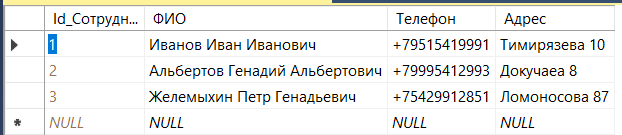 Id_Сотрудн... ФИО Телефон Адрес
1 Иванов Иван Иванович +79515419991 Тимирязева 10
2 Альбертов Генадий Альбертович +79995412993 Докучаеа 8
3 Желемыхин Петр Генадьевич +75429912851 Ломоносова 87
NULL NULL NULL NULL